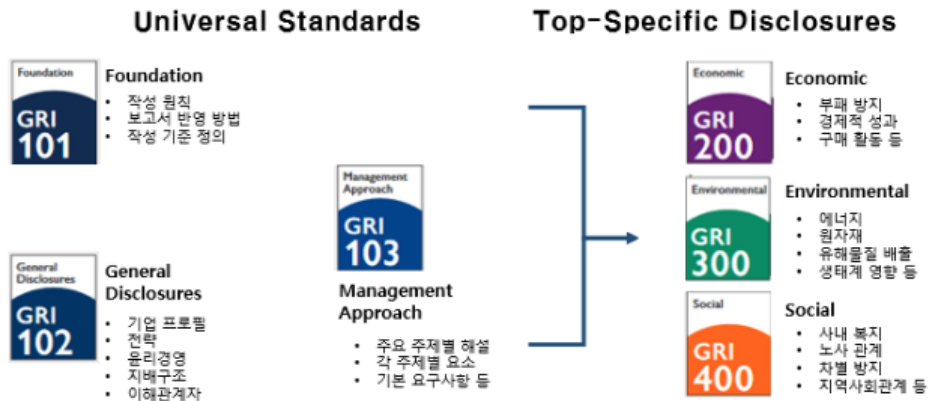 Universal Standards
Top-Specific Disclosures
Foundation
GRI
101
Foundation
• 작성 원칙
• 보고서 반영 방법
• 작성 기준 정의
General
Disclosures
GRI
102
General
Disclosures
• 기업 프로필
• 전략
• 윤리경영
• 지배구조
• 이해관계자
Management
Approach
GRI
103
Management
Approach
• 주요 주제별 해설
• 각 주제별 요소
• 기본 요구사항 등
Economic
GRI
200
Economic
• 부패 방지
• 경제적 성과
• 구매 활동 등
Environmental
GRI
300
Environmental
• 에너지
• 원자재
• 유해물질 배출
• 생태계 영향 등
Social
GRI
400
Social
• 사내 복지
• 노사 관계
• 차별 방지
• 지역사회관계 등